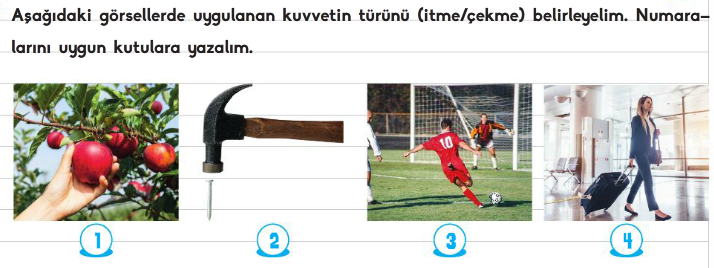 Aşağıdaki görsellerde uygulanan kuvvetin türünü (itme/çekme) belirleyelim. Numara-
larını uygun kutulara yazalım.
10
1 2 3 4